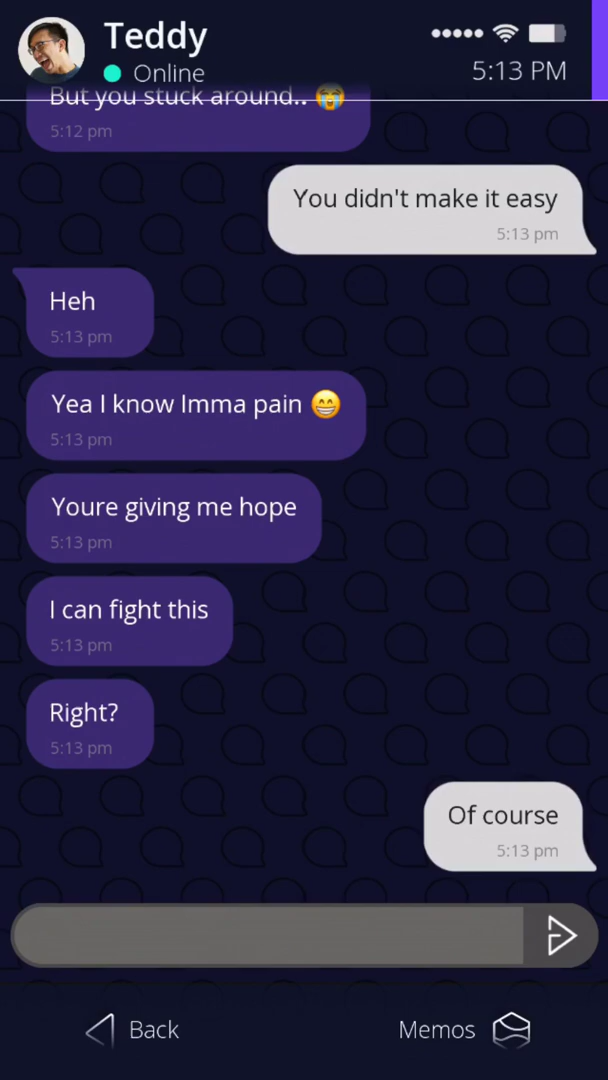 Teddy
Online
5:13 PM
But you stuck around.. 😭
5:12 pm
You didn't make it easy
5:13 pm
Heh
5:13 pm
Yea I know Imma pain 😁
5:13 pm
Youre giving me hope
5:13 pm
I can fight this
5:13 pm
Right?
5:13 pm
Of course
5:13 pm
Back
Memos